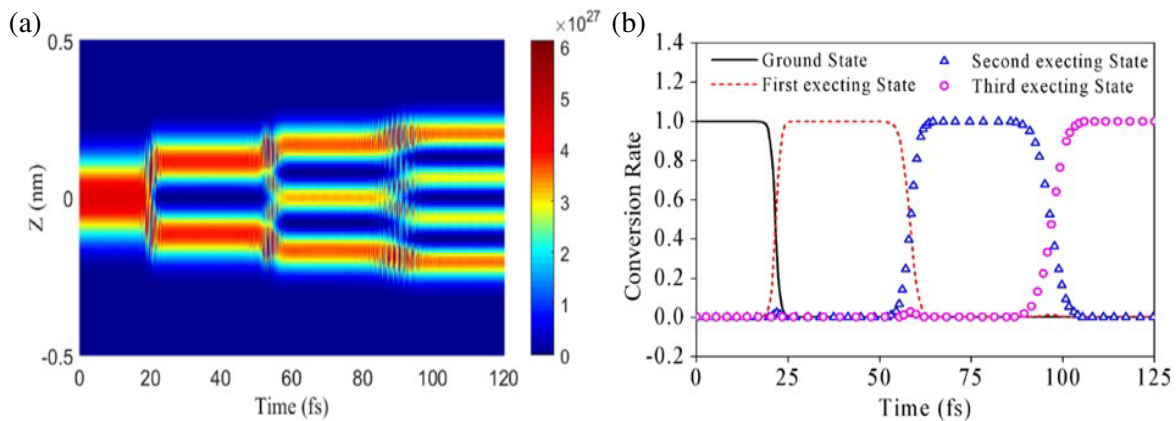 (a)
×10^27
0.5
0
-0.5
Z (nm)
0 20 40 60 80 100 120
Time (fs)
6
5
4
3
2
1
0
(b)
Ground State
First execting State
Second execting State
Third execting State
1.4
1.2
1.0
0.8
0.6
0.4
0.2
0.0
-0.2
Conversion Rate
0 25 50 75 100 125
Time (fs)